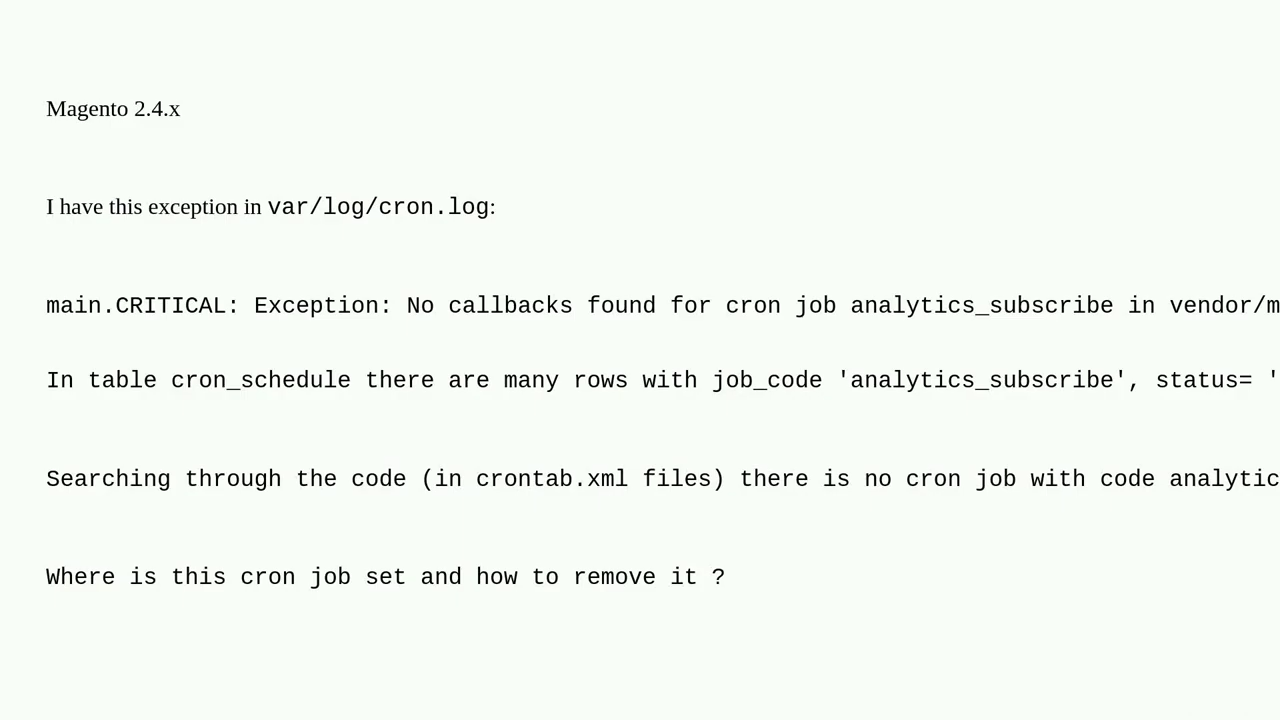 Magento 2.4.x
I have this exception in var/log/cron.log:
main.CRITICAL: Exception: No callbacks found for cron job analytics_subscribe in vendor/m
In table cron_schedule there are many rows with job_code 'analytics_subscribe', status= '
Searching through the code (in crontab.xml files) there is no cron job with code analytic
Where is this cron job set and how to remove it ?